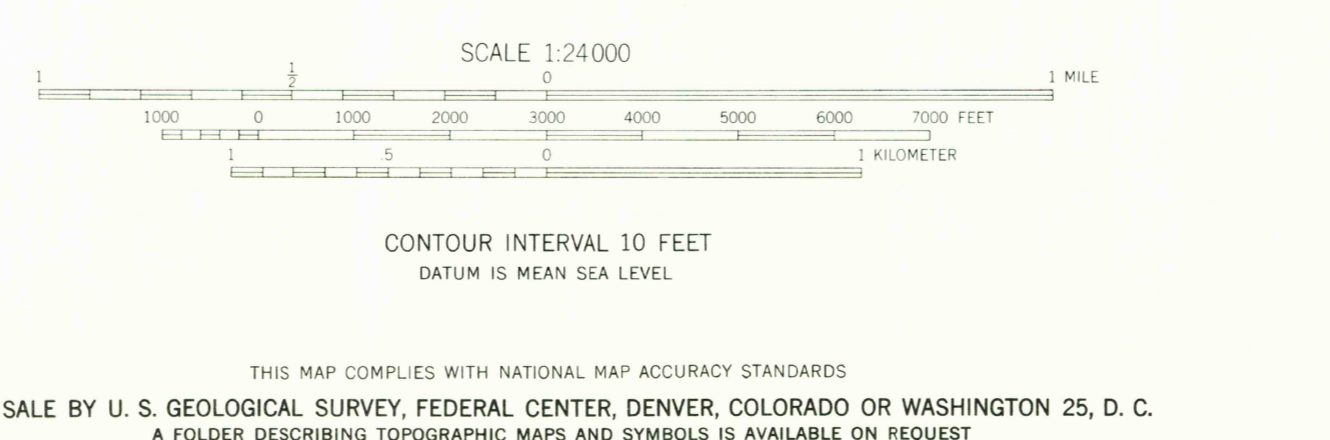 SCALE 1:24000
1 1/2 0 1 MILE
1000 0 1000 2000 3000 4000 5000 6000 7000 FEET
1 .5 0 1 KILOMETER
CONTOUR INTERVAL 10 FEET
DATUM IS MEAN SEA LEVEL
THIS MAP COMPLIES WITH NATIONAL MAP ACCURACY STANDARDS
SALE BY U. S. GEOLOGICAL SURVEY, FEDERAL CENTER, DENVER, COLORADO OR WASHINGTON 25, D. C.
A FOLDER DESCRIBING TOPOGRAPHIC MAPS AND SYMBOLS IS AVAILABLE ON REQUEST